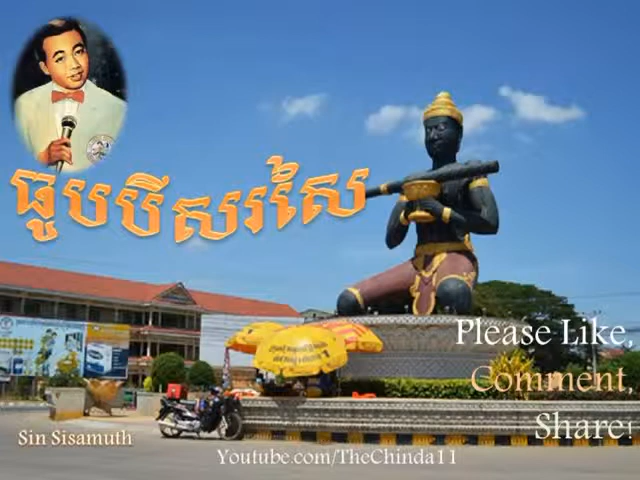 ធូបបីសរសៃ
Please Like,
Comment,
Share!
Sin Sisamuth
Youtube.com/TheChinda11